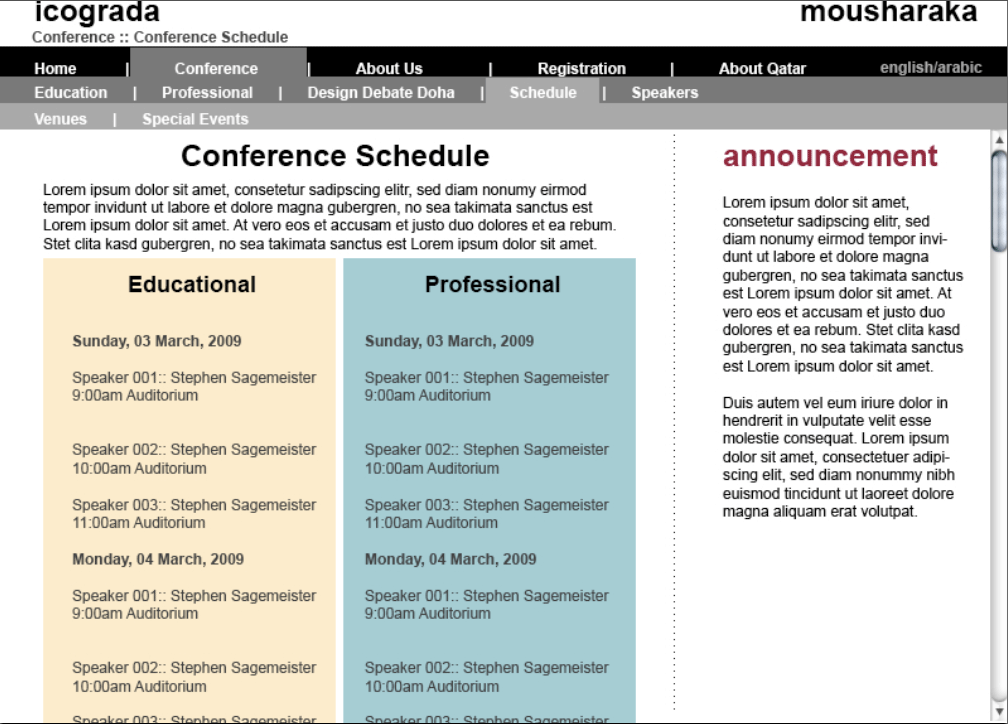 icograda
mousharaka
Conference :: Conference Schedule
Home | Conference | About Us | Registration | About Qatar english/arabic
Education | Professional | Design Debate Doha | Schedule | Speakers
Venues | Special Events
Conference Schedule
Lorem ipsum dolor sit amet, consetetur sadipscing elitr, sed diam nonumy eirmod
tempor invidunt ut labore et dolore magna gubergren, no sea takimata sanctus est
Lorem ipsum dolor sit amet. At vero eos et accusam et justo duo dolores et ea rebum.
Stet clita kasd gubergren, no sea takimata sanctus est Lorem ipsum dolor sit amet.
Educational
Sunday, 03 March, 2009
Speaker 001:: Stephen Sagemeister
9:00am Auditorium
Speaker 002:: Stephen Sagemeister
10:00am Auditorium
Speaker 003:: Stephen Sagemeister
11:00am Auditorium
Monday, 04 March, 2009
Speaker 001:: Stephen Sagemeister
9:00am Auditorium
Speaker 002:: Stephen Sagemeister
10:00am Auditorium
Speaker 003:: Stephen Sagemeister
Professional
Sunday, 03 March, 2009
Speaker 001:: Stephen Sagemeister
9:00am Auditorium
Speaker 002:: Stephen Sagemeister
10:00am Auditorium
Speaker 003:: Stephen Sagemeister
11:00am Auditorium
Monday, 04 March, 2009
Speaker 001:: Stephen Sagemeister
9:00am Auditorium
Speaker 002:: Stephen Sagemeister
10:00am Auditorium
Speaker 003:: Stephen Sagemeister
announcement
Lorem ipsum dolor sit amet,
consetetur sadipscing elitr, sed
diam nonumy eirmod tempor invi-
dunt ut labore et dolore magna
gubergren, no sea takimata sanctus
est Lorem ipsum dolor sit amet. At
vero eos et accusam et justo duo
dolores et ea rebum. Stet clita kasd
gubergren, no sea takimata sanctus
est Lorem ipsum dolor sit amet.
Duis autem vel eum iriure dolor in
hendrerit in vulputate velit esse
molestie consequat. Lorem ipsum
dolor sit amet, consectetuer adipi-
scing elit, sed diam nonummy nibh
euismod tincidunt ut laoreet dolore
magna aliquam erat volutpat.